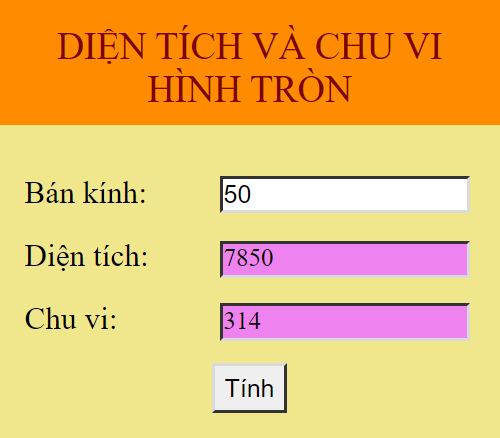 DIỆN TÍCH VÀ CHU VI
HÌNH TRÒN
Bán kính: 50
Diện tích: 7850
Chu vi: 314
Tính